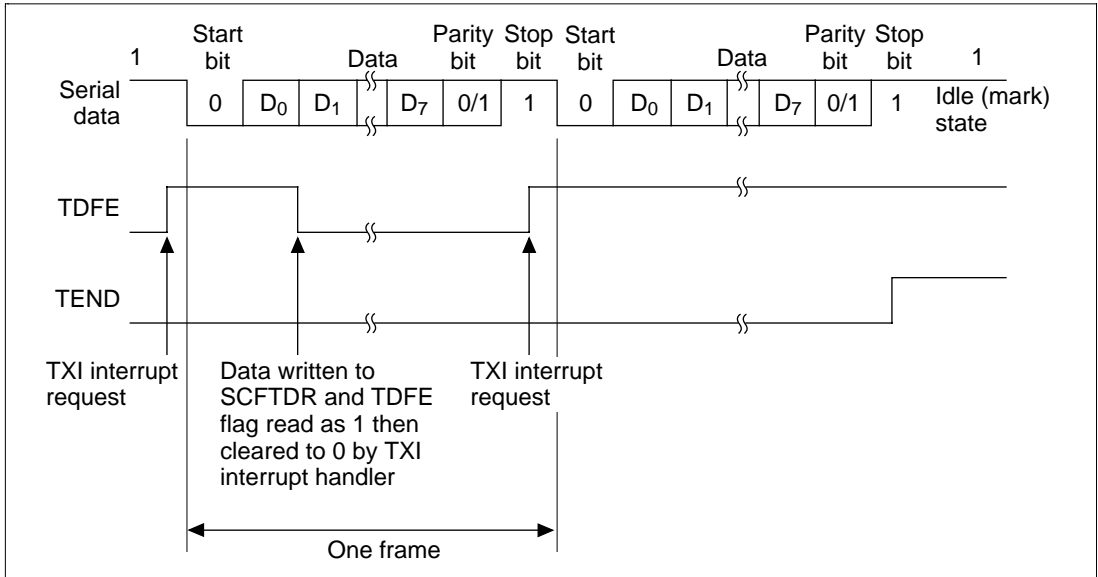 1 Start bit Data Parity bit Stop bit Start bit Data Parity bit Stop bit 1
Serial data 0 D0 D1 D7 0/1 1 0 D0 D1 D7 0/1 1 Idle (mark) state
TDFE
TEND
TXI interrupt request
Data written to
SCFTDR and TDFE
flag read as 1 then
cleared to 0 by TXI
interrupt handler
TXI interrupt
request
One frame